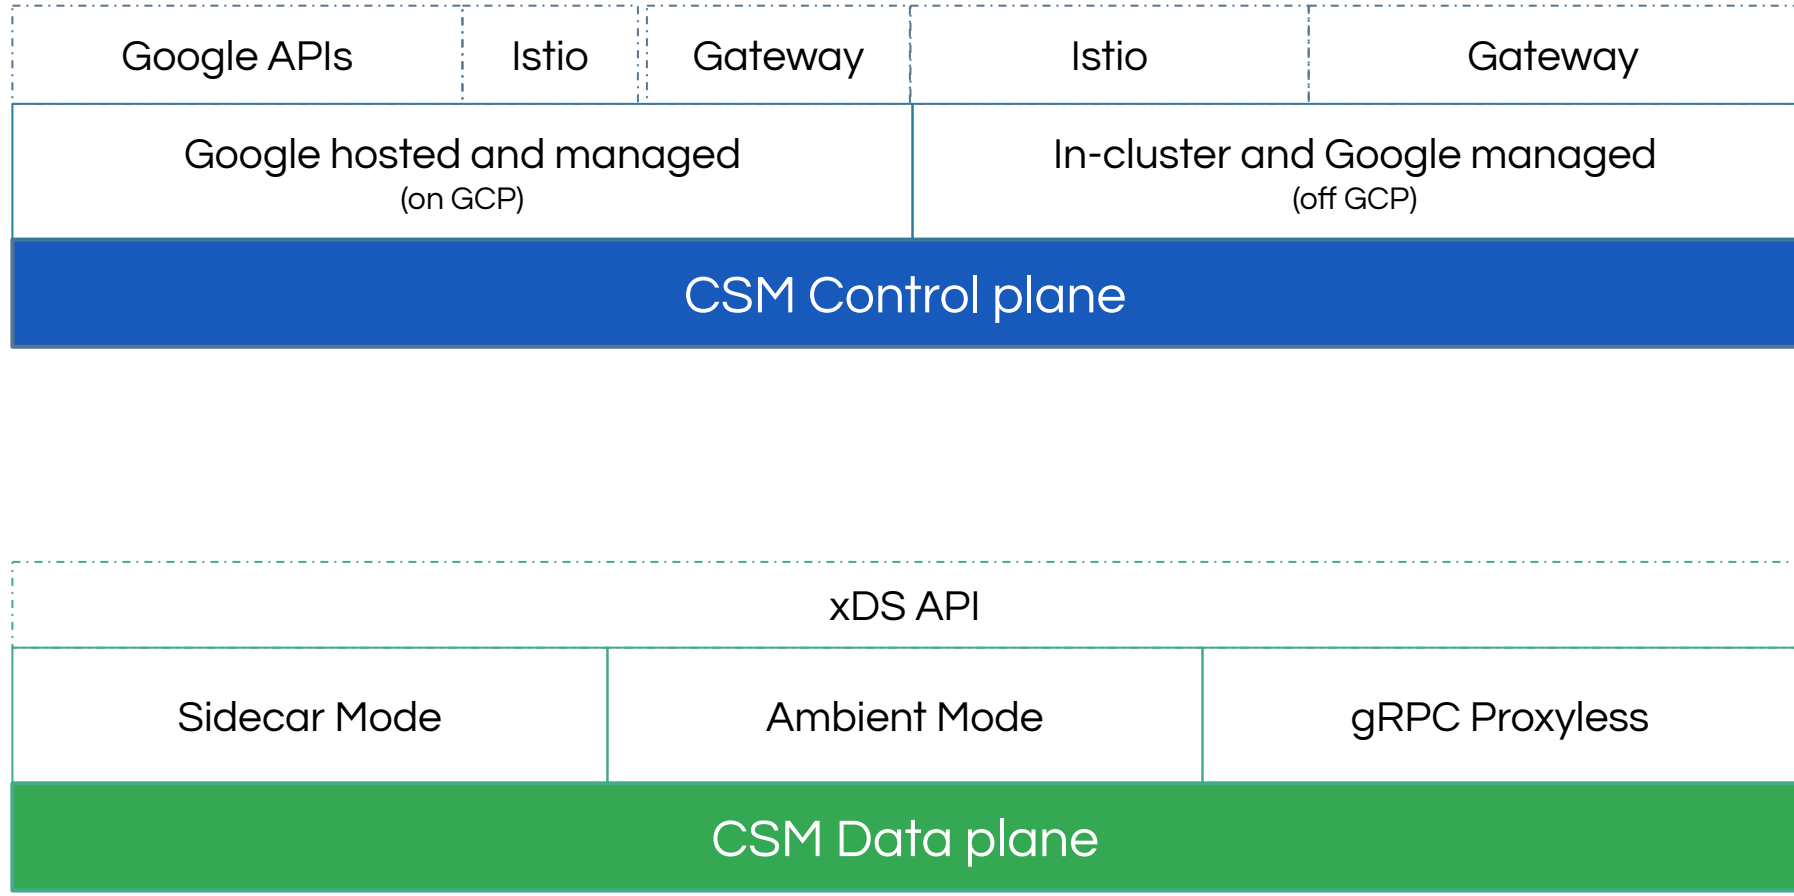 Google APIs
Istio
Gateway
Istio
Gateway
Google hosted and managed
(on GCP)
In-cluster and Google managed
(off GCP)
CSM Control plane
xDS API
Sidecar Mode
Ambient Mode
gRPC Proxyless
CSM Data plane